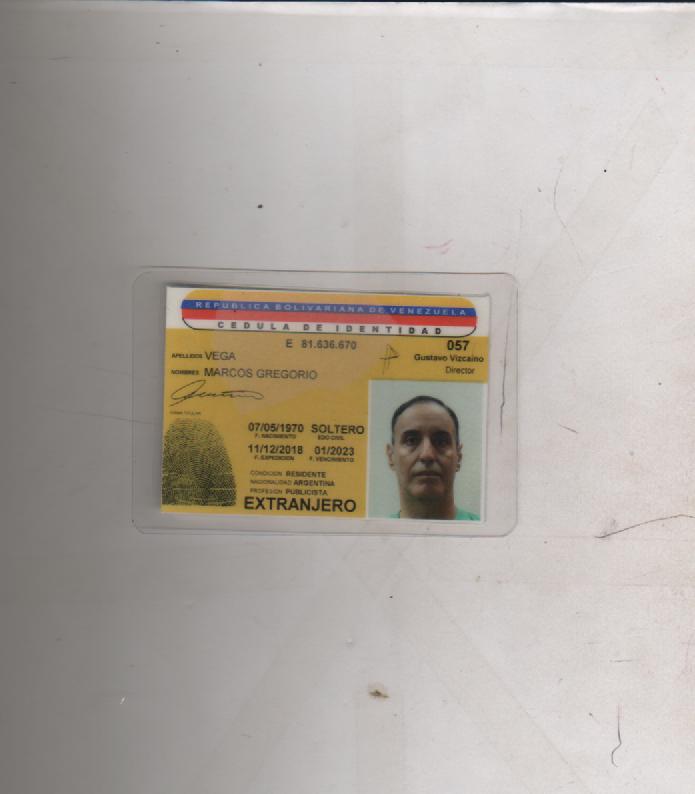 REPUBLICA BOLIVARIANA DE VENEZUELA
CEDULA DE IDENTIDAD
E 81.636.670
057
Gustavo Vizcaino
Director
APELLIDOS VEGA
NOMBRES MARCOS GREGORIO
FIRMA TITULAR
07/05/1970 SOLTERO
F. NACIMIENTO EDO CIVIL
11/12/2018 01/2023
F. EXPEDICION F. VENCIMIENTO
CONDICION RESIDENTE
NACIONALIDAD ARGENTINA
PROFESION PUBLICISTA
EXTRANJERO